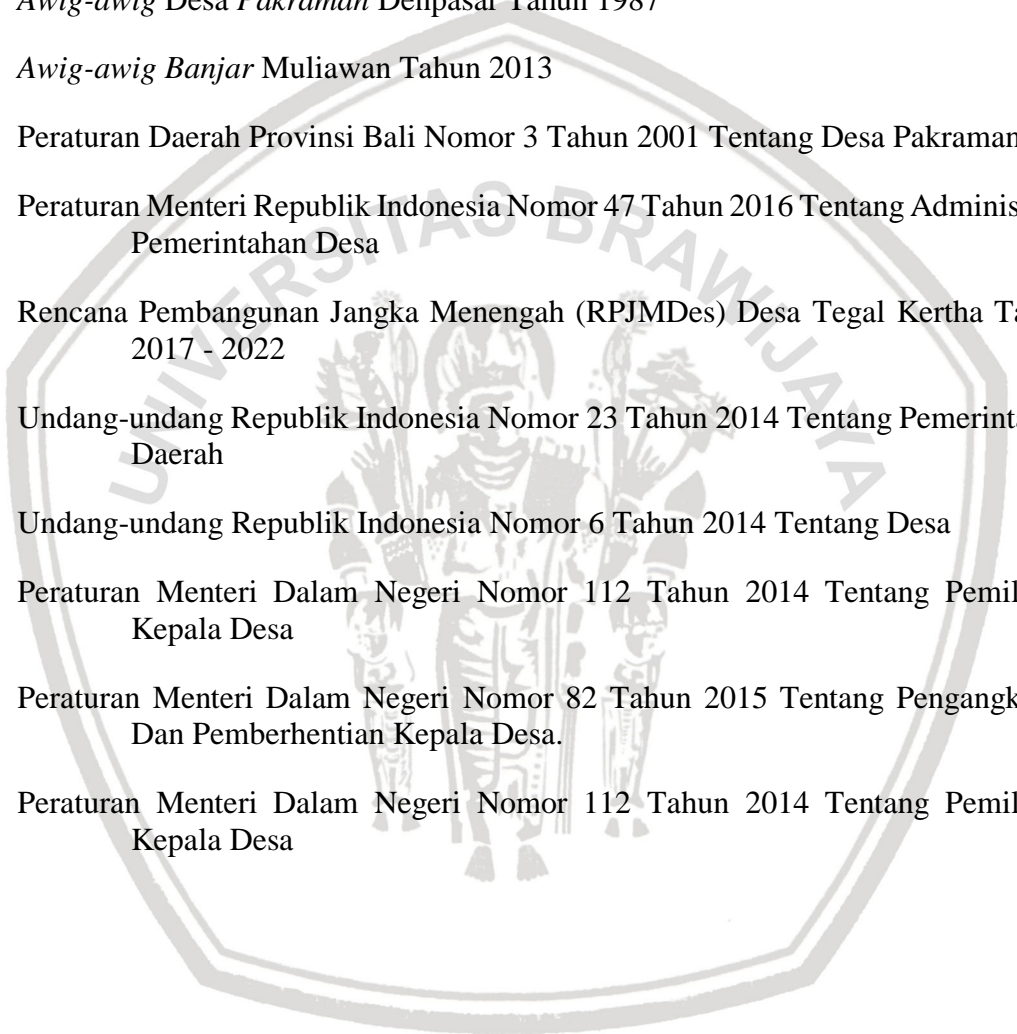 Awig-awig Desa Pakraman Denpasar Tahun 1987
Awig-awig Banjar Muliawan Tahun 2013
Peraturan Daerah Provinsi Bali Nomor 3 Tahun 2001 Tentang Desa Pakraman
Peraturan Menteri Republik Indonesia Nomor 47 Tahun 2016 Tentang Adminis
Pemerintahan Desa
Rencana Pembangunan Jangka Menengah (RPJMDes) Desa Tegal Kertha Ta
2017 - 2022
Undang-undang Republik Indonesia Nomor 23 Tahun 2014 Tentang Pemerinta
Daerah
Undang-undang Republik Indonesia Nomor 6 Tahun 2014 Tentang Desa
Peraturan Menteri Dalam Negeri Nomor 112 Tahun 2014 Tentang Pemil
Kepala Desa
Peraturan Menteri Dalam Negeri Nomor 82 Tahun 2015 Tentang Pengangk
Dan Pemberhentian Kepala Desa.
Peraturan Menteri Dalam Negeri Nomor 112 Tahun 2014 Tentang Pemil
Kepala Desa
UNIVERSITAS BRAWIJAYA